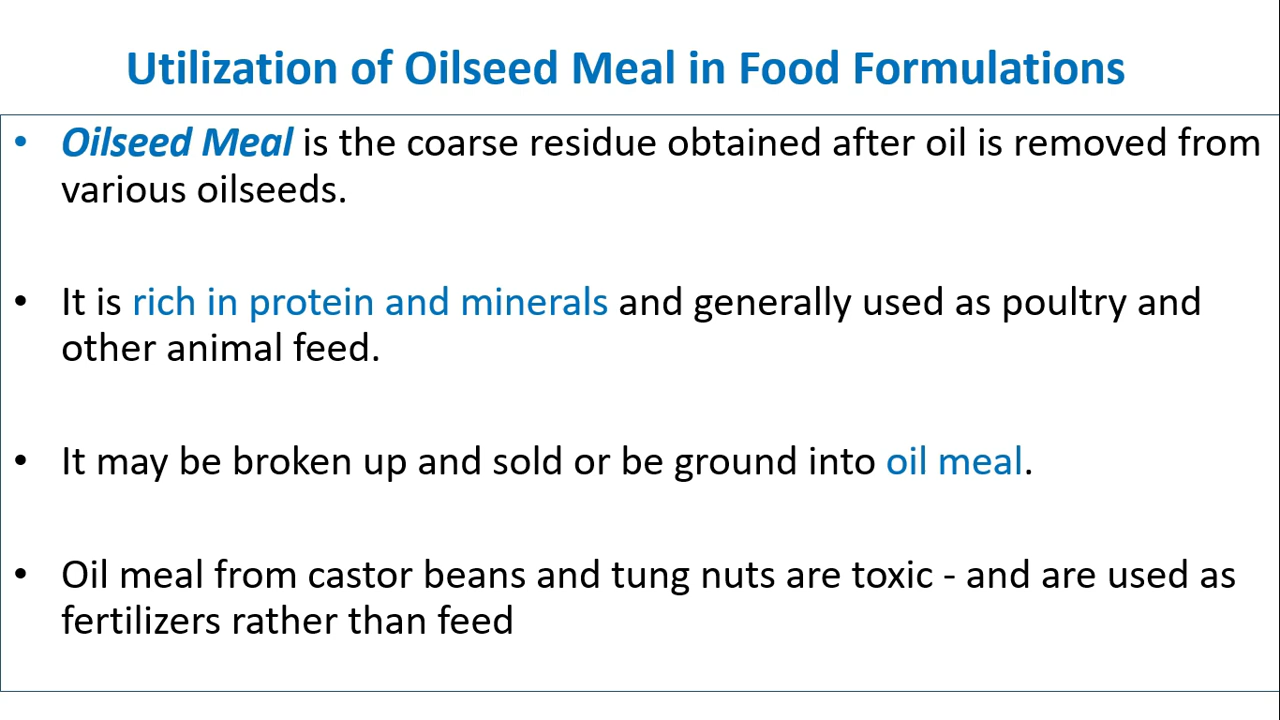 Utilization of Oilseed Meal in Food Formulations
• Oilseed Meal is the coarse residue obtained after oil is removed from
various oilseeds.
• It is rich in protein and minerals and generally used as poultry and
other animal feed.
• It may be broken up and sold or be ground into oil meal.
• Oil meal from castor beans and tung nuts are toxic - and are used as
fertilizers rather than feed